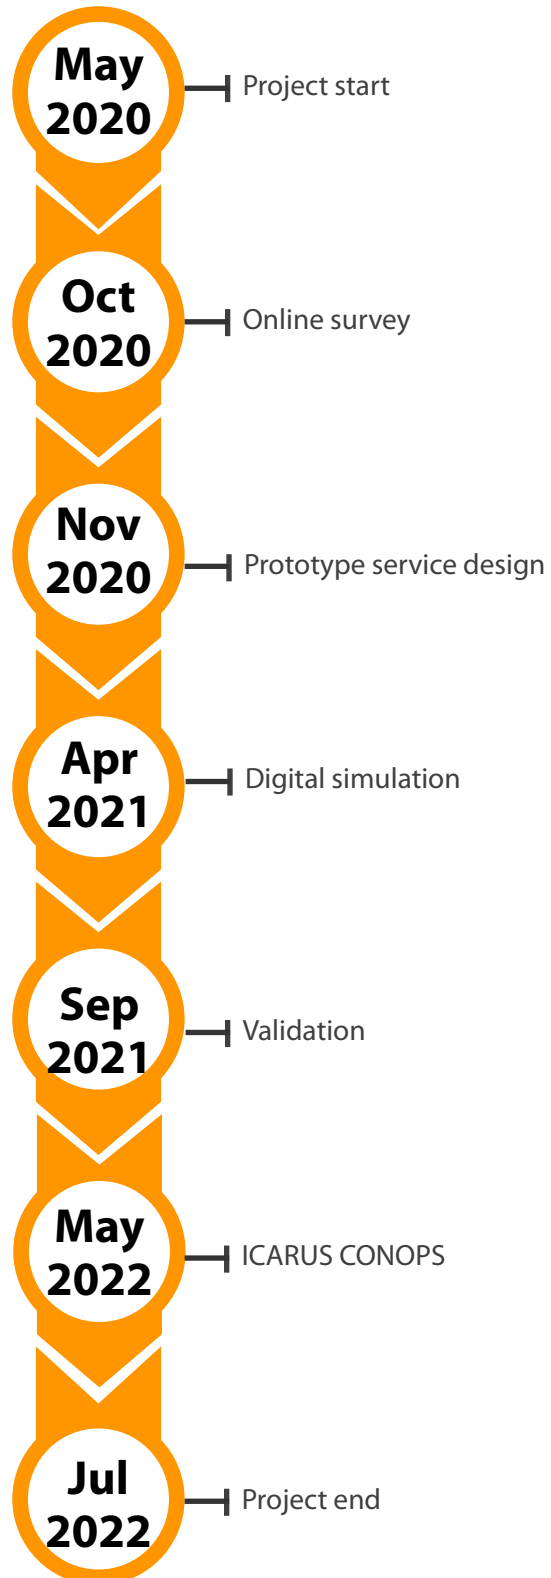 May
2020
Project start
Oct
2020
Online survey
Nov
2020
Prototype service design
Apr
2021
Digital simulation
Sep
2021
Validation
May
2022
ICARUS CONOPS
Jul
2022
Project end